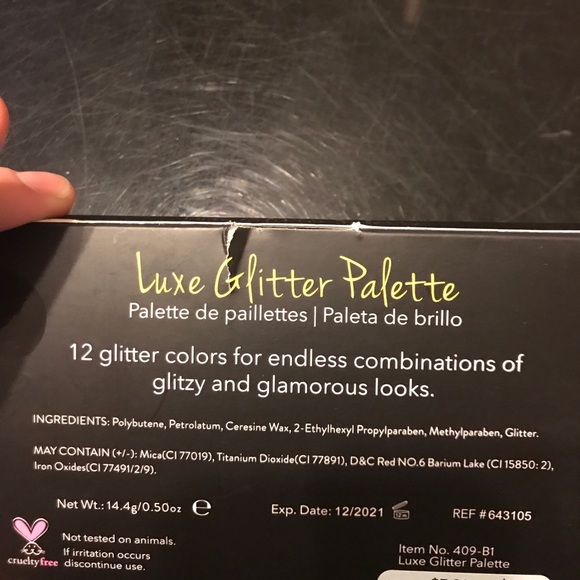 Luxe Glitter Palette
Palette de paillettes | Paleta de brillo
12 glitter colors for endless combinations of
glitzy and glamorous looks.
INGREDIENTS: Polybutene, Petrolatum, Ceresine Wax, 2-Ethylhexyl Propylparaben, Methylparaben, Glitter.
MAY CONTAIN (+/-): Mica(CI 77019), Titanium Dioxide(CI 77891), D&C Red NO.6 Barium Lake (CI 15850: 2),
Iron Oxides(CI 77491/2/9).
Net Wt.: 14.4g/0.50oz ℮ Exp. Date: 12/2021 12M REF #643105
Not tested on animals.
If irritation occurs
discontinue use.
crueltyfree
Item No. 409-B1
Luxe Glitter Palette